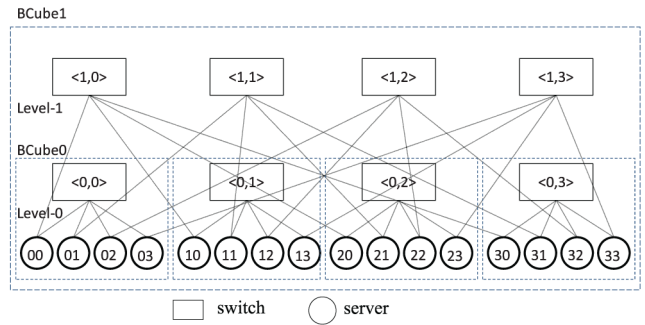 BCube1
<1,0> <1,1> <1,2> <1,3>
Level-1
BCube0
<0,0> <0,1> <0,2> <0,3>
Level-0
00 01 02 03 10 11 12 13 20 21 22 23 30 31 32 33
switch server